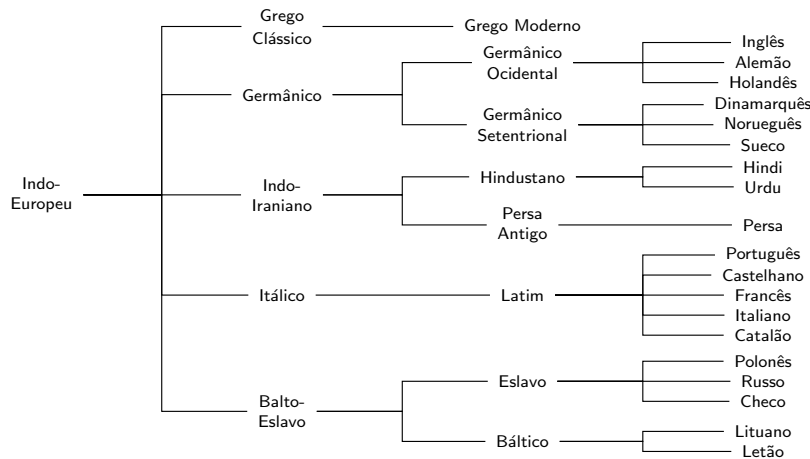 Grego
Clássico
Grego Moderno
Germânico
Germânico
Ocidental
Inglês
Alemão
Holandês
Germânico
Setentrional
Dinamarquês
Norueguês
Sueco
Indo-
Europeu
Indo-
Iraniano
Hindustano
Hindi
Urdu
Persa
Antigo
Persa
Itálico
Latim
Português
Castelhano
Francês
Italiano
Catalão
Balto-
Eslavo
Eslavo
Polonês
Russo
Checo
Báltico
Lituano
Letão